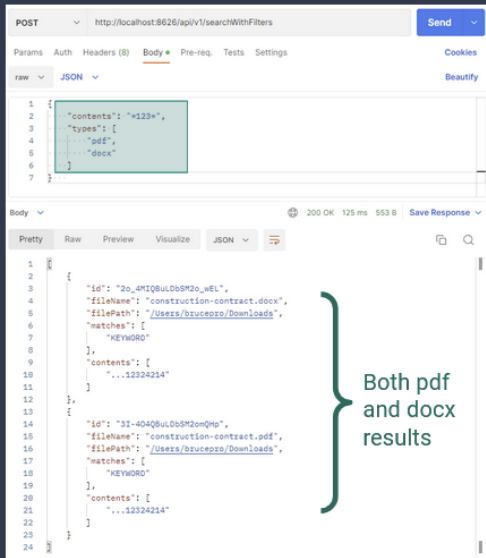 POST http://localhost:8626/api/v1/searchWithFilters Send
Params Auth Headers (8) Body Pre-req. Tests Settings Cookies
raw JSON Beautify
1 {
2 "contents": "*123*",
3 "types": [
4 "pdf",
5 "docx"
6 ]
7 }
Body 200 OK 125 ms 553 B Save Response
Pretty Raw Preview Visualize JSON
1 [
2 {
3 "id": "2o_4MIQBuLDbSM2o_wEL",
4 "fileName": "construction-contract.docx",
5 "filePath": "/Users/brucepro/Downloads",
6 "matches": [
7 "KEYWORD"
8 ],
9 "contents": [
10 "...12324214"
11 ]
12 },
13 {
14 "id": "3I-4O4QBuLDbSM2omQHp",
15 "fileName": "construction-contract.pdf",
16 "filePath": "/Users/brucepro/Downloads",
17 "matches": [
18 "KEYWORD"
19 ],
20 "contents": [
21 "...12324214"
22 ]
23 }
24 ]
Both pdf
and docx
results